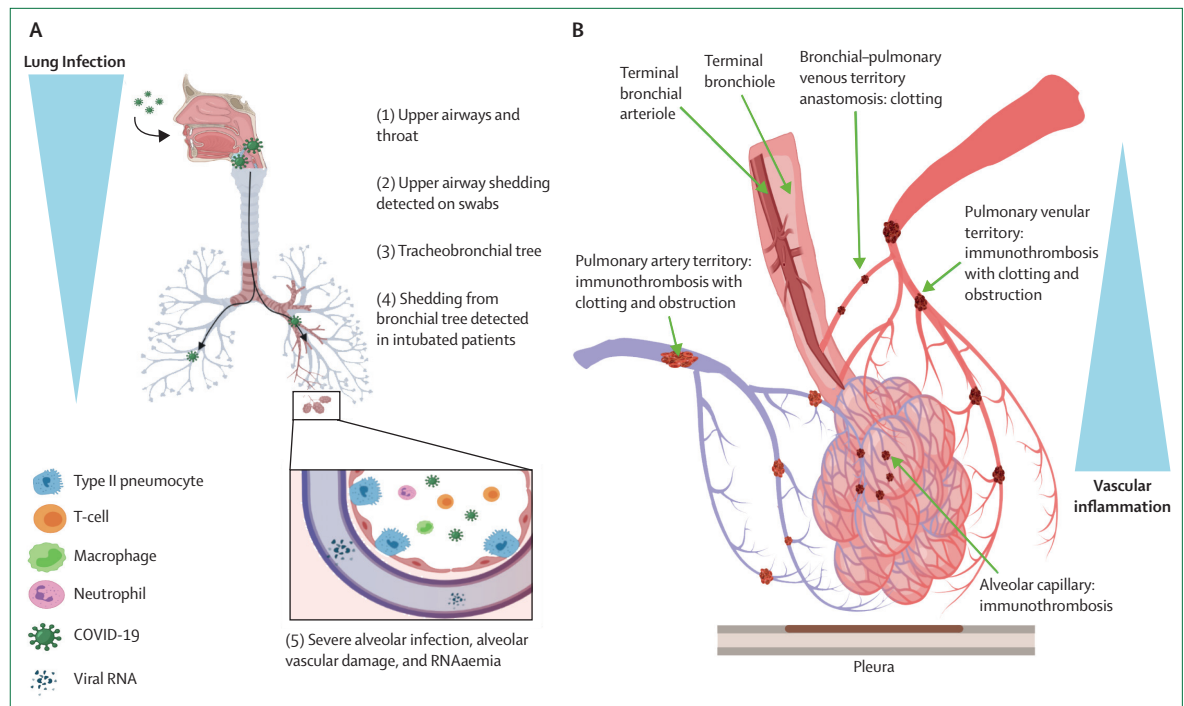 A
Lung Infection
(1) Upper airways and
throat
(2) Upper airway shedding
detected on swabs
(3) Tracheobronchial tree
(4) Shedding from
bronchial tree detected
in intubated patients
Type II pneumocyte
T-cell
Macrophage
Neutrophil
COVID-19
Viral RNA
(5) Severe alveolar infection, alveolar
vascular damage, and RNAaemia
B
Terminal
bronchial
arteriole
Terminal
bronchiole
Bronchial–pulmonary
venous territory
anastomosis: clotting
Pulmonary artery territory:
immunothrombosis with
clotting and obstruction
Pulmonary venular
territory:
immunothrombosis
with clotting and
obstruction
Vascular
inflammation
Alveolar capillary:
immunothrombosis
Pleura